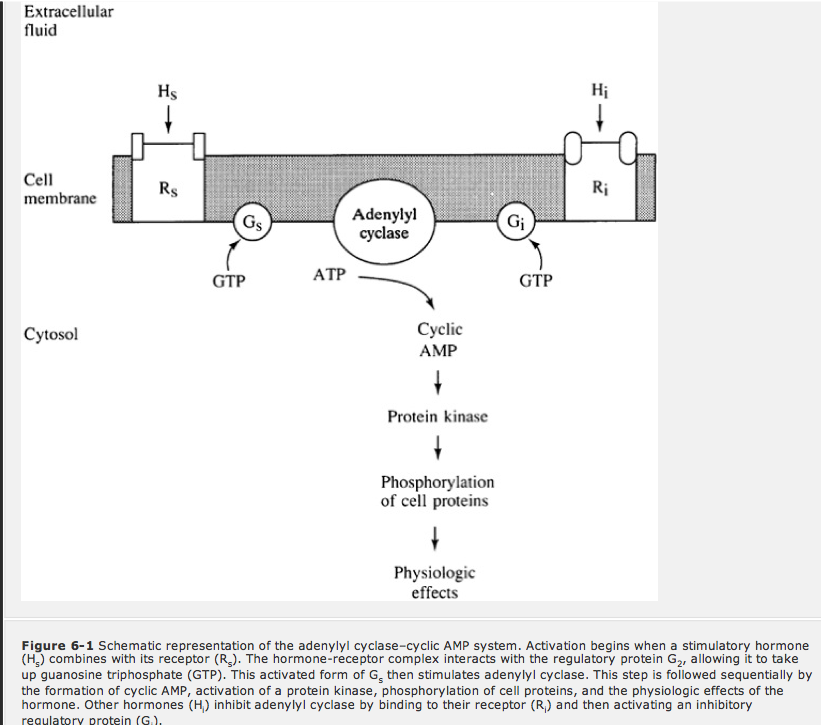 Extracellular
fluid
Hs
Hi
Cell
membrane
Rs
Ri
Gs
Adenylyl
cyclase
Gi
GTP
ATP
GTP
Cytosol
Cyclic
AMP
Protein kinase
Phosphorylation
of cell proteins
Physiologic
effects
Figure 6-1 Schematic representation of the adenylyl cyclase–cyclic AMP system. Activation begins when a stimulatory hormone
(Hs) combines with its receptor (Rs). The hormone-receptor complex interacts with the regulatory protein G2, allowing it to take
up guanosine triphosphate (GTP). This activated form of Gs then stimulates adenylyl cyclase. This step is followed sequentially by
the formation of cyclic AMP, activation of a protein kinase, phosphorylation of cell proteins, and the physiologic effects of the
hormone. Other hormones (Hi) inhibit adenylyl cyclase by binding to their receptor (Ri) and then activating an inhibitory
regulatory protein (Gi).